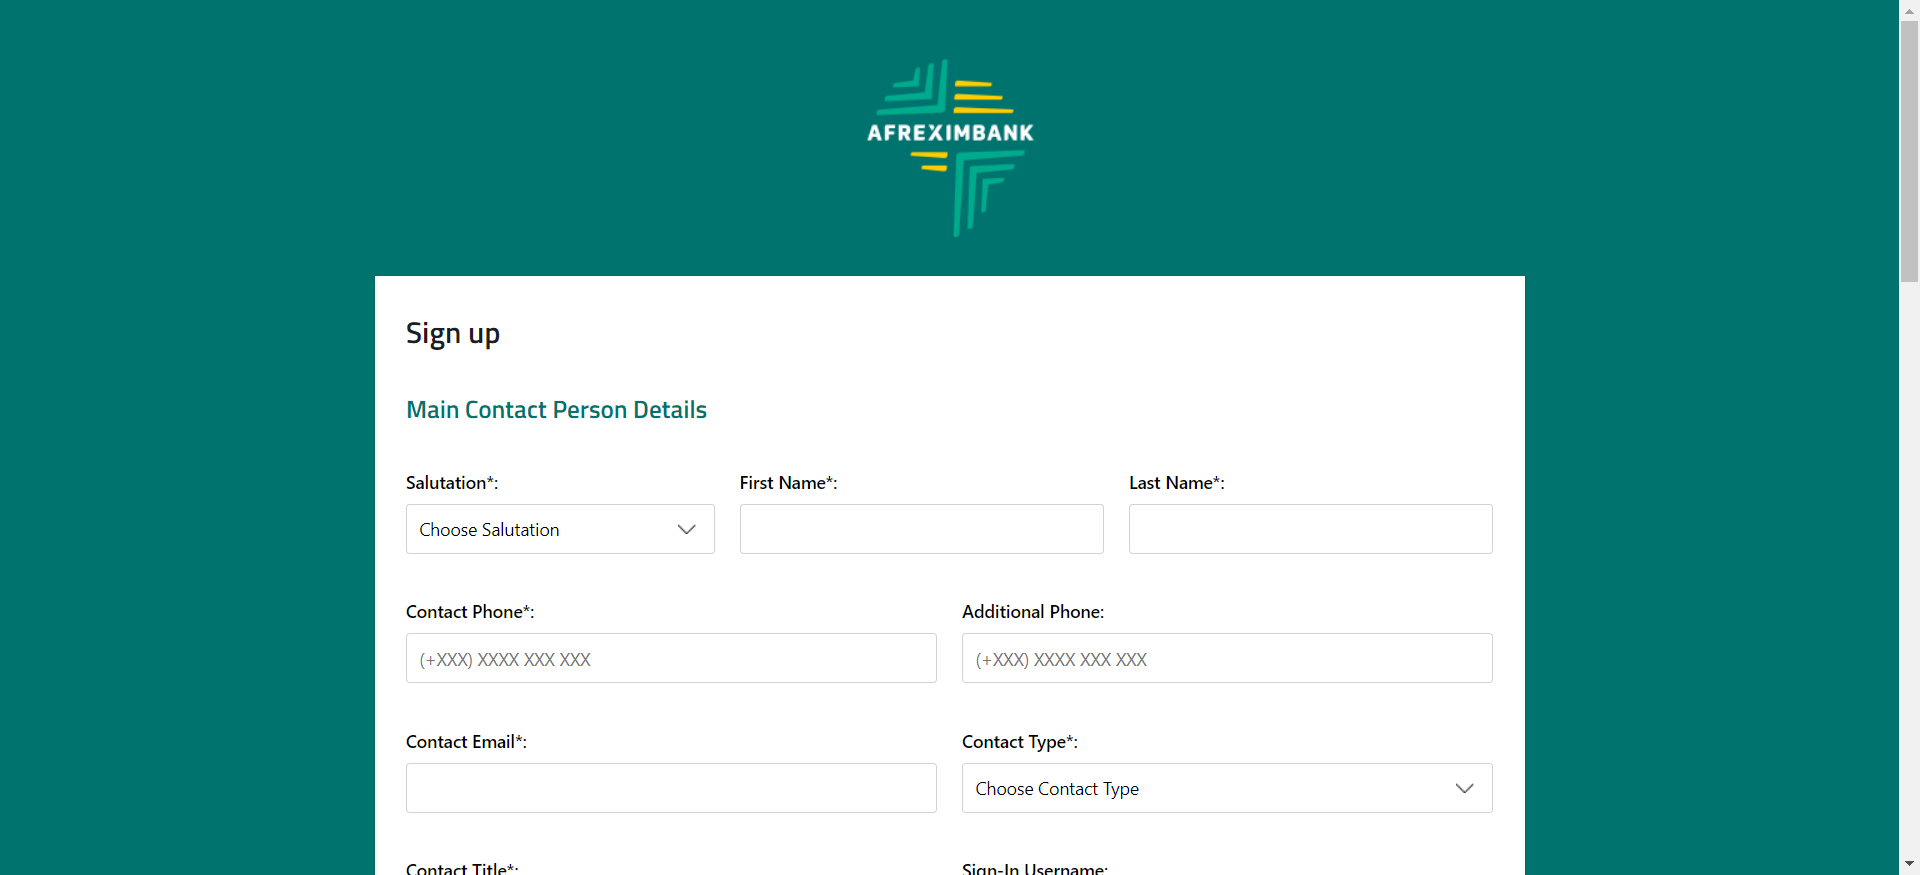 AFREXIMBANK
Sign up
Main Contact Person Details
Salutation*: First Name*: Last Name*:
Choose Salutation
Contact Phone*: Additional Phone:
(+XXX) XXXX XXX XXX (+XXX) XXXX XXX XXX
Contact Email*: Contact Type*:
Choose Contact Type
Contact Title*: Sign-In Username: